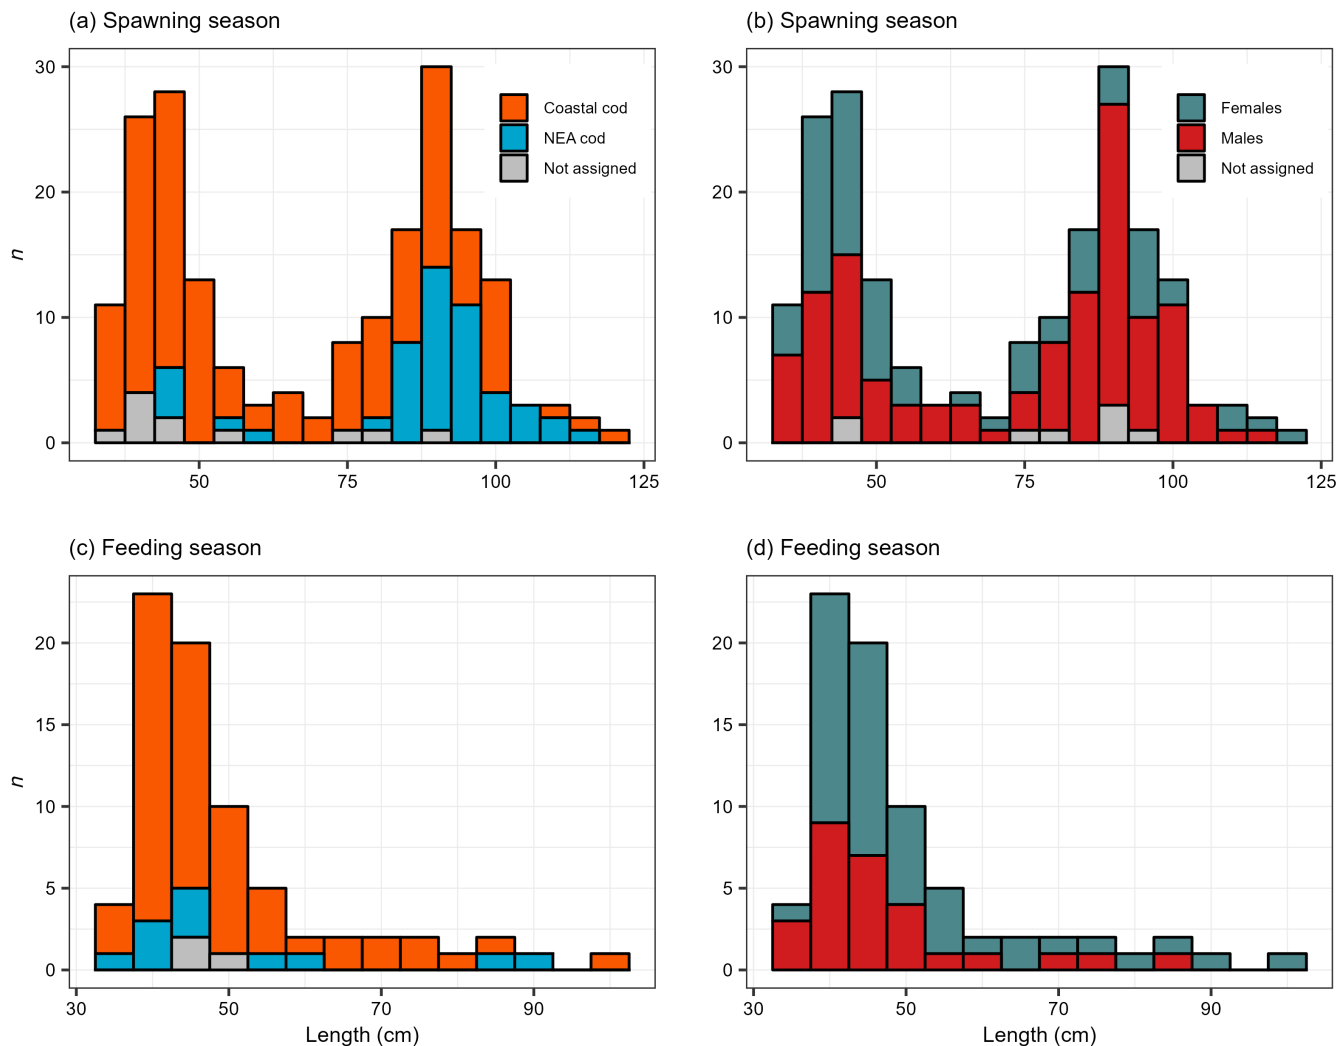 (a) Spawning season
(b) Spawning season
30
20
10
0
n
50
75
100
125
Coastal cod
NEA cod
Not assigned
30
20
10
0
50
75
100
125
Females
Males
Not assigned
(c) Feeding season
(d) Feeding season
20
15
10
5
0
n
30
50
70
90
Length (cm)
20
15
10
5
0
30
50
70
90
Length (cm)